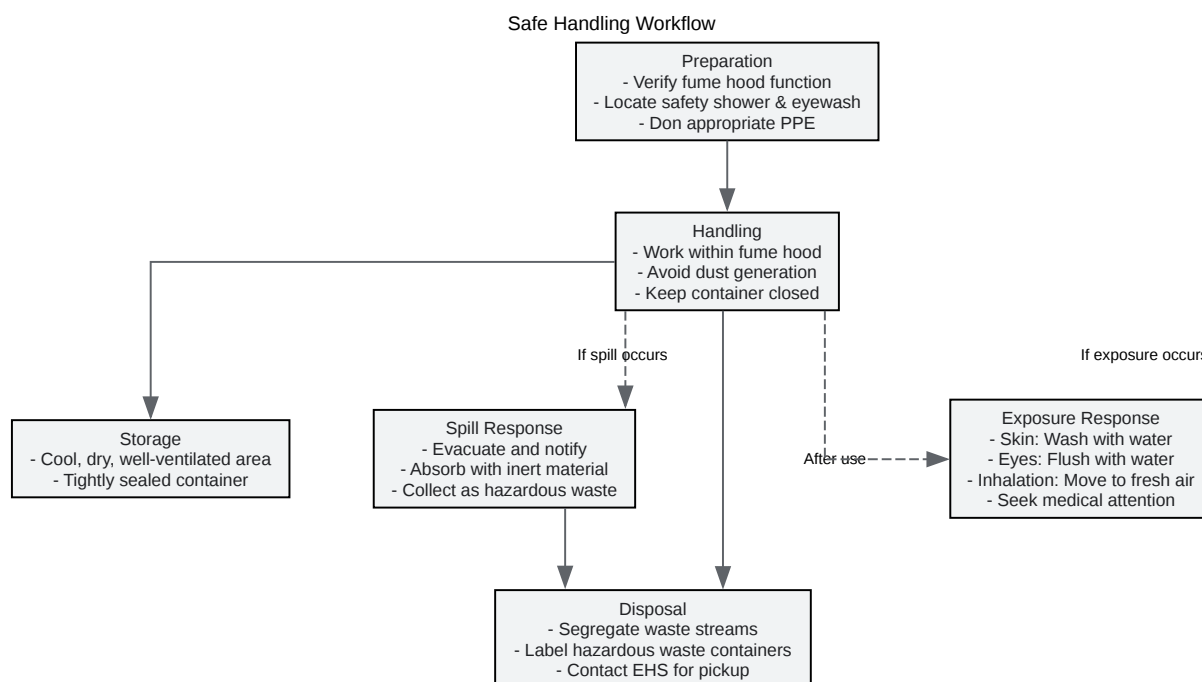 Safe Handling Workflow
Preparation
- Verify fume hood function
- Locate safety shower & eyewash
- Don appropriate PPE
Handling
- Work within fume hood
- Avoid dust generation
- Keep container closed
If spill occurs
If exposure occurs
Storage
- Cool, dry, well-ventilated area
- Tightly sealed container
Spill Response
- Evacuate and notify
- Absorb with inert material
- Collect as hazardous waste
After use
Exposure Response
- Skin: Wash with water
- Eyes: Flush with water
- Inhalation: Move to fresh air
- Seek medical attention
Disposal
- Segregate waste streams
- Label hazardous waste containers
- Contact EHS for pickup